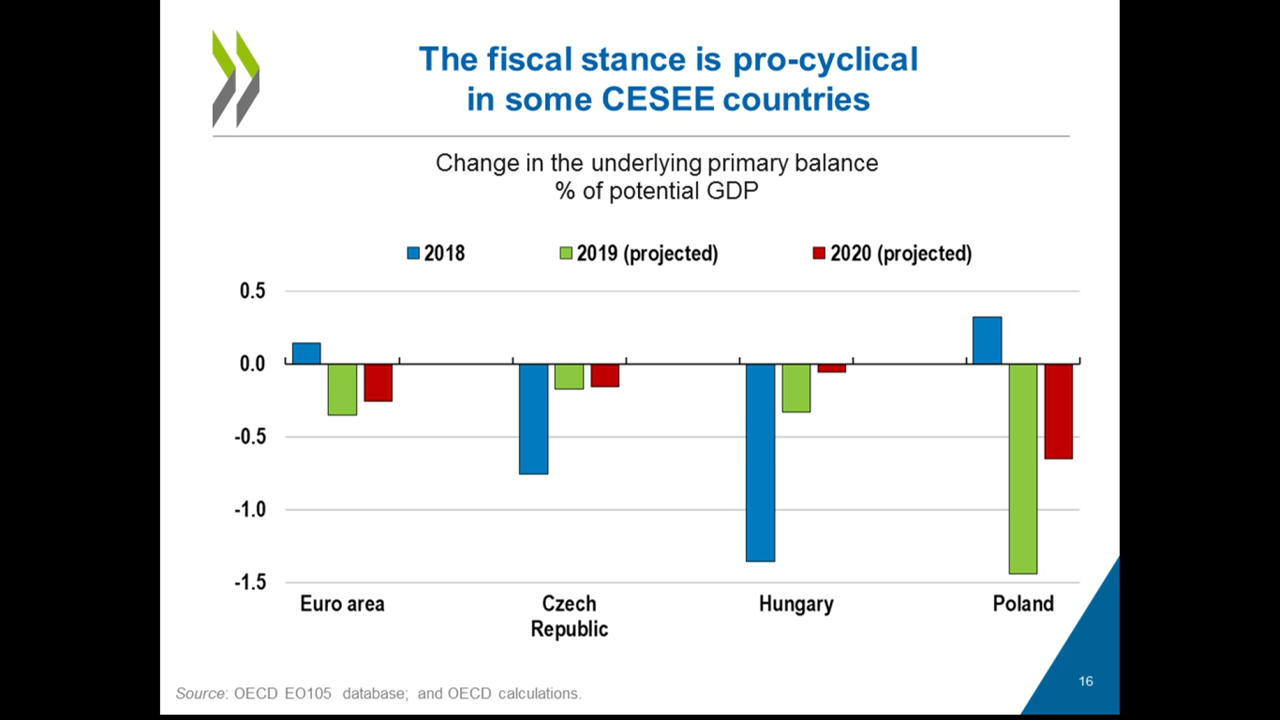 The fiscal stance is pro-cyclical
in some CESEE countries
Change in the underlying primary balance
% of potential GDP
2018 2019 (projected) 2020 (projected)
0.5
0.0
-0.5
-1.0
-1.5
Euro area Czech Republic Hungary Poland
Source: OECD EO105 database; and OECD calculations.
16